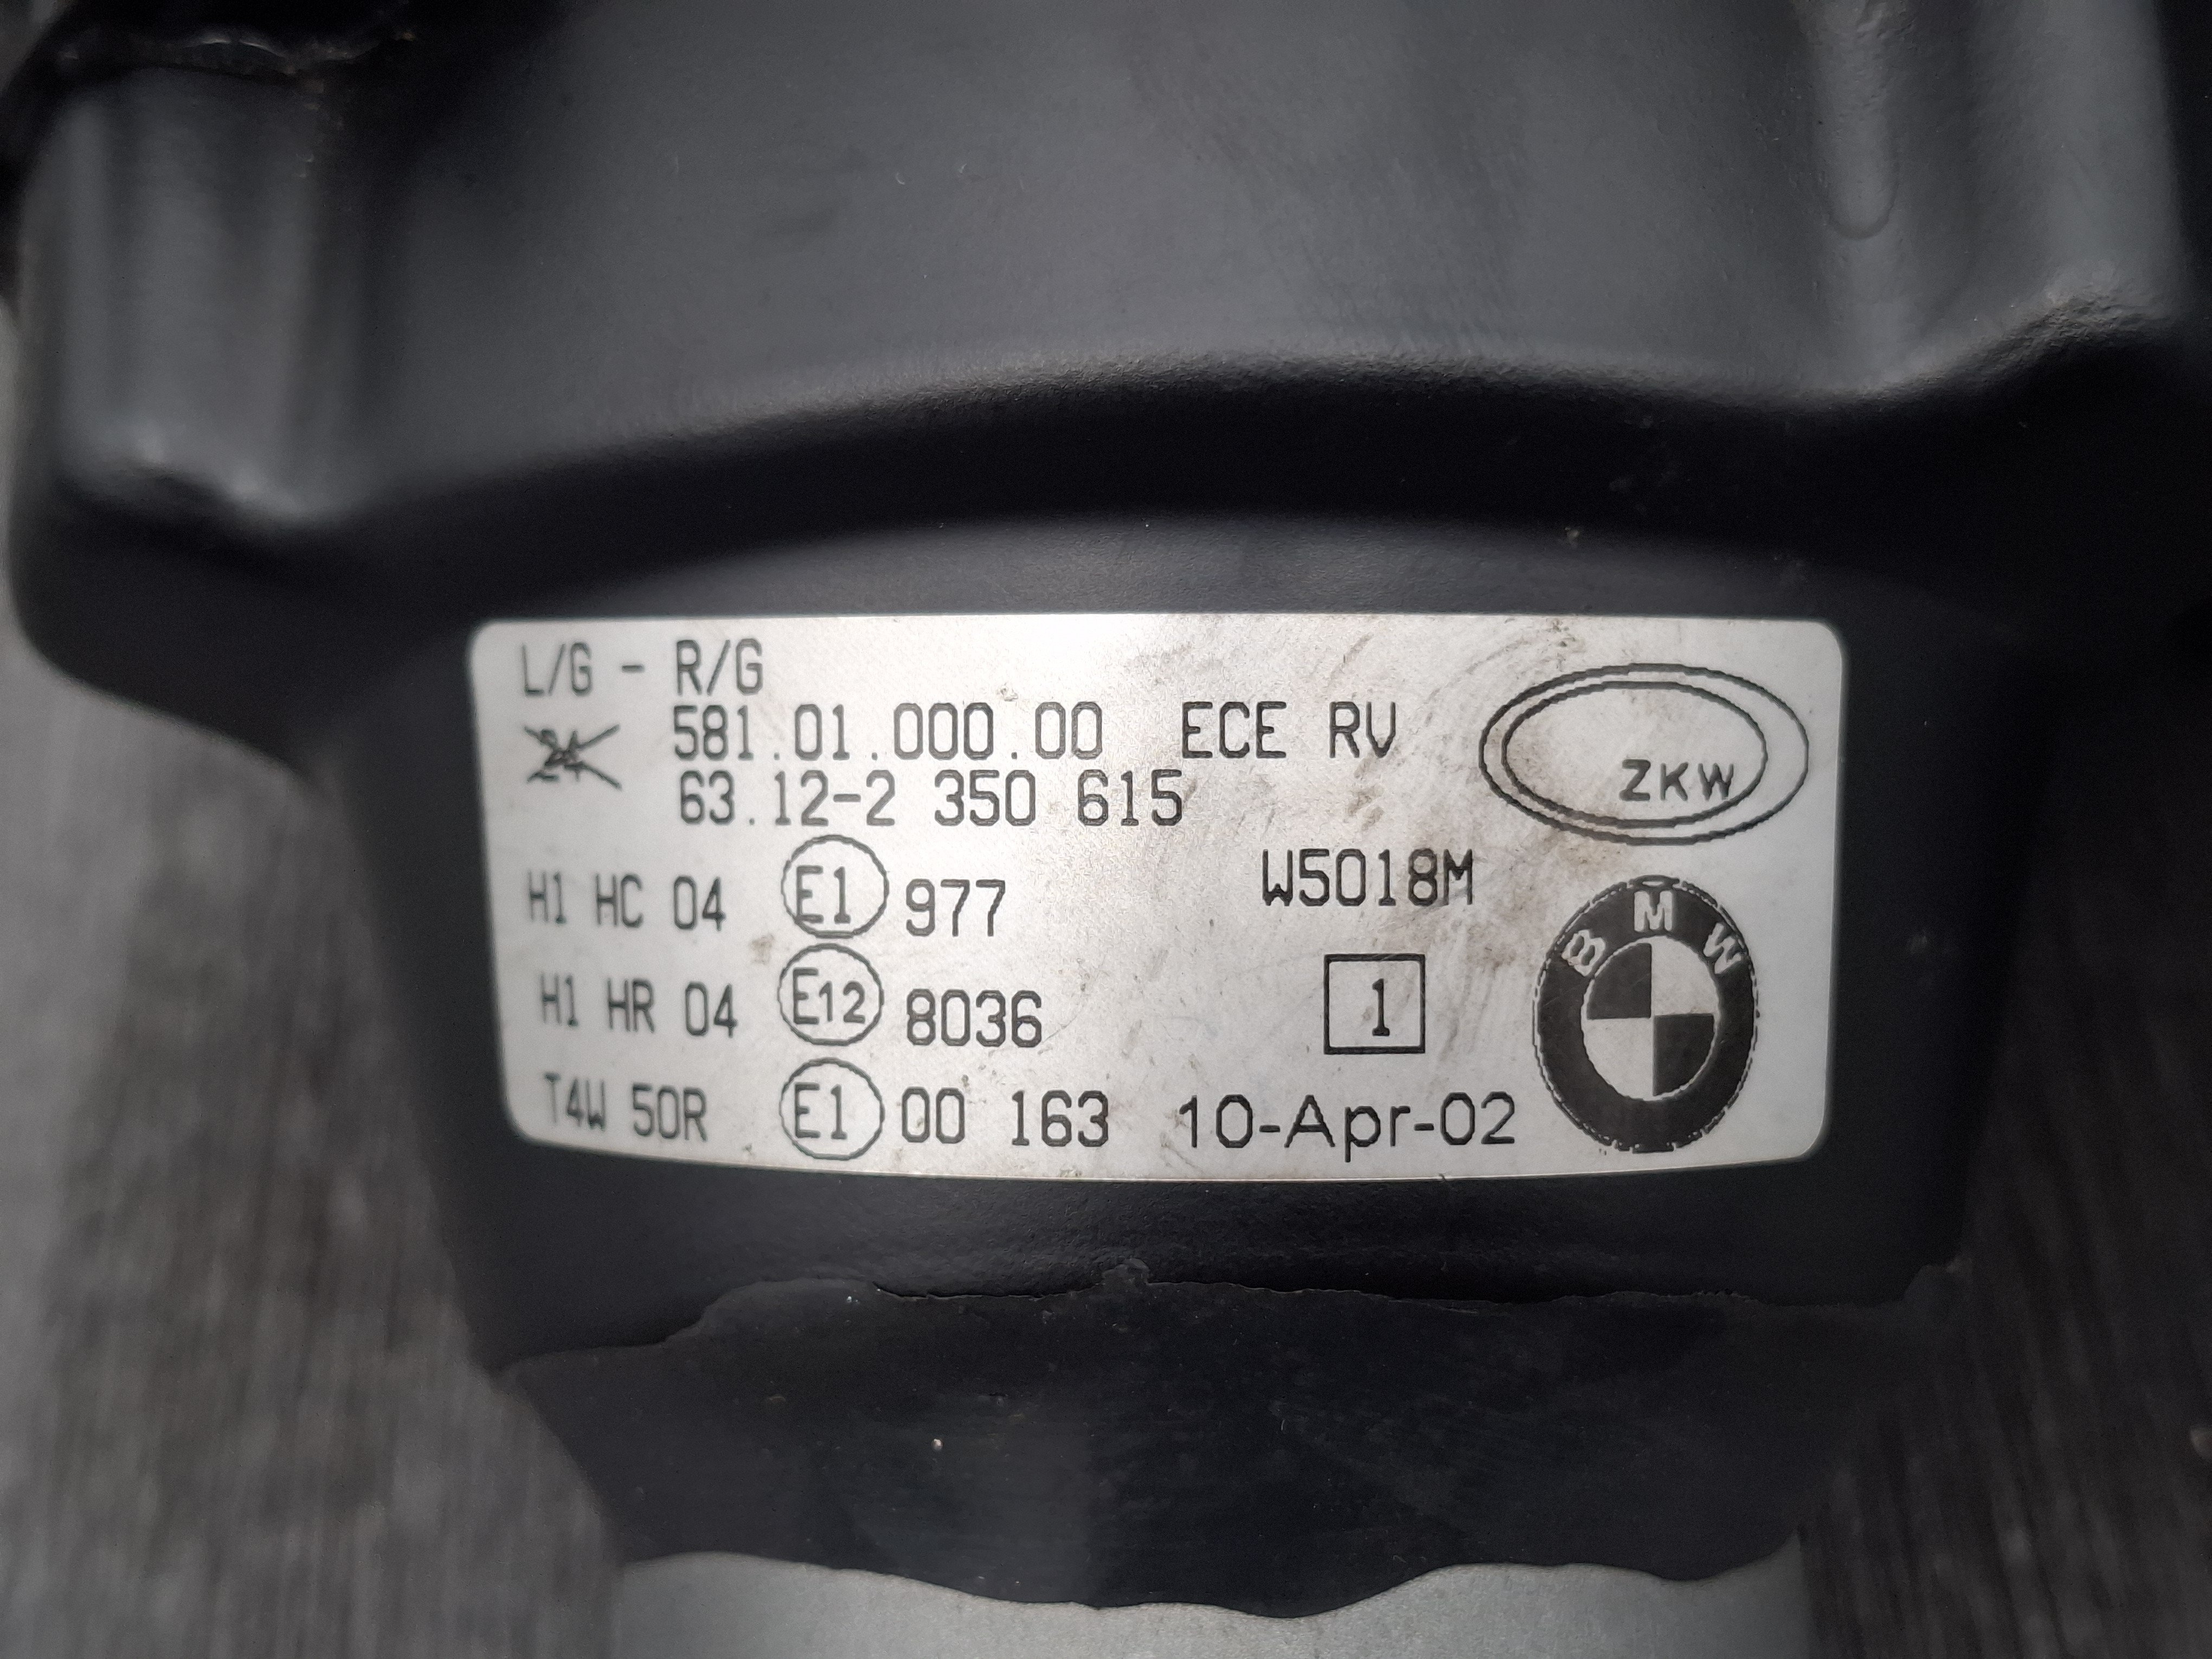 L/G - R/G
24 581.01.000.00 ECE RV
63.12-2 350 615
ZKW
H1 HC 04 E1 977 W5018M
H1 HR 04 E12 8036 1
T4W 50R E1 00 163 10-Apr-02
BMW